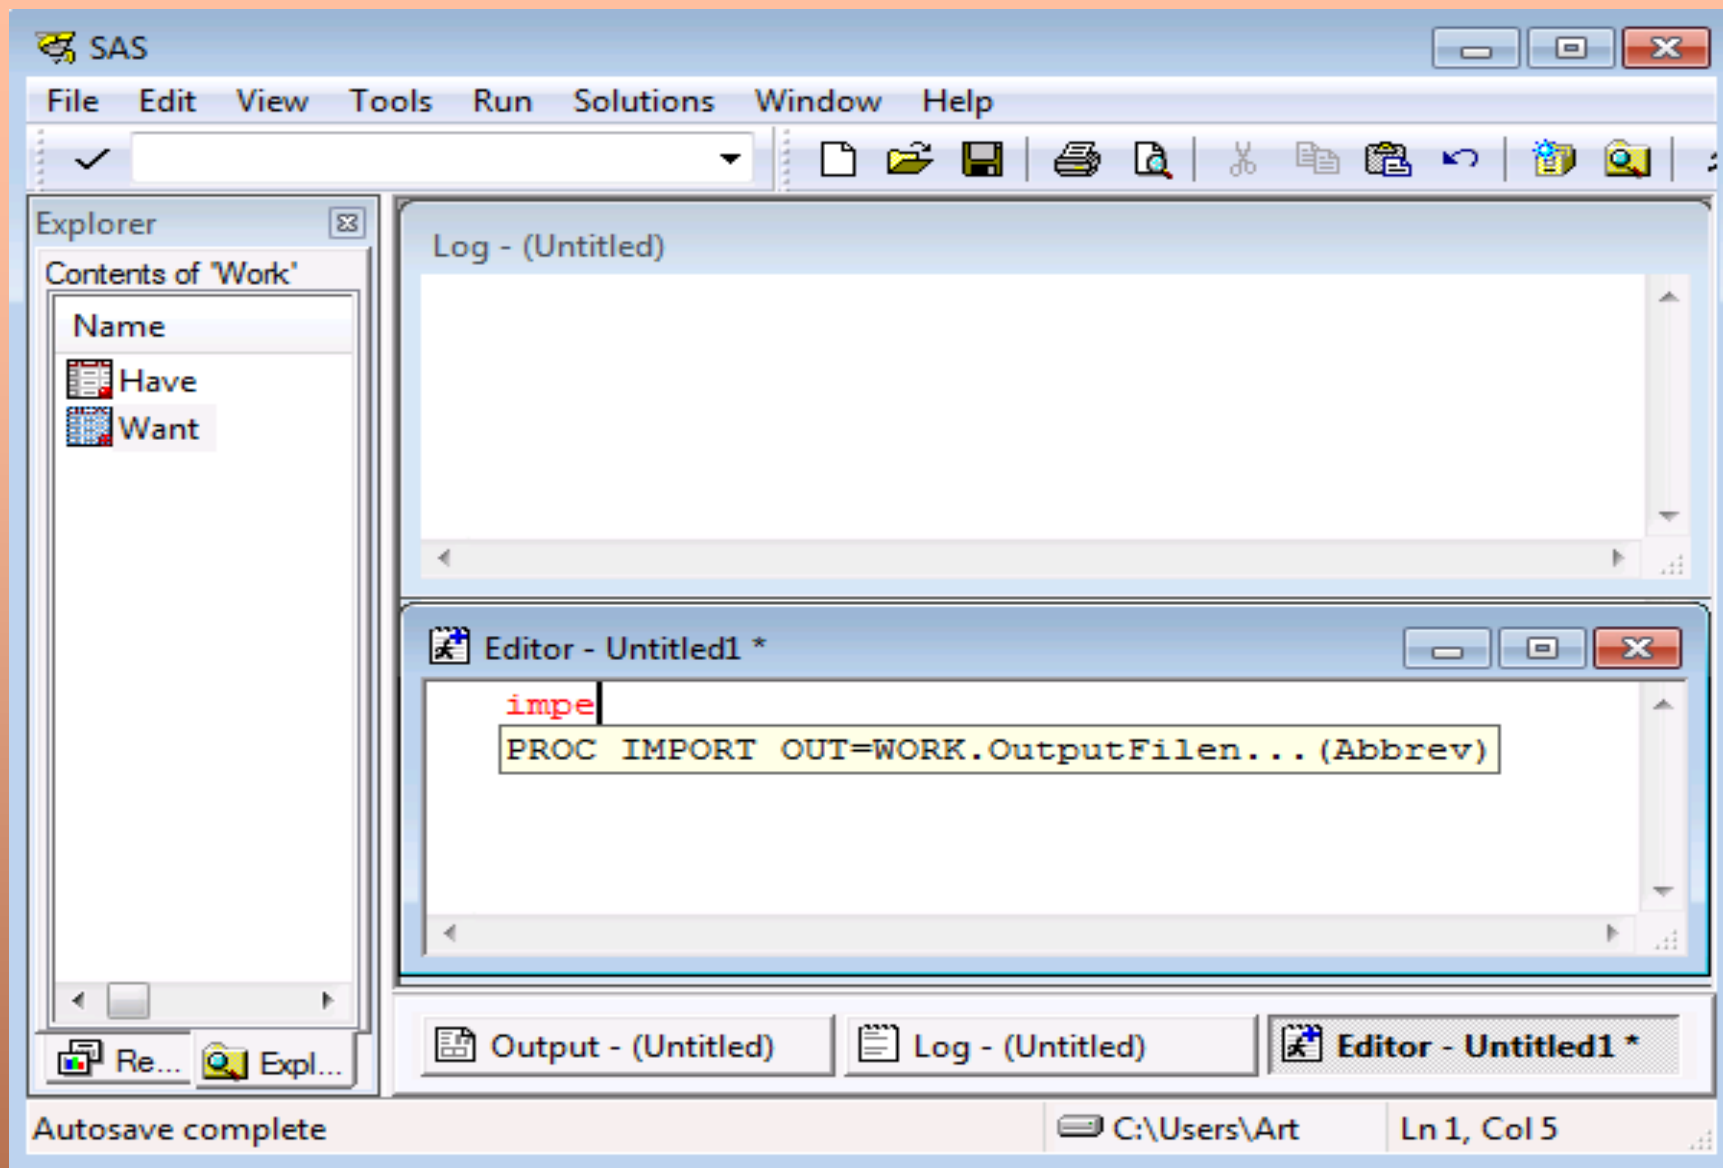 SAS
File Edit View Tools Run Solutions Window Help
Explorer
Contents of 'Work'
Name
Have
Want
Log - (Untitled)
Editor - Untitled1 *
impe
PROC IMPORT OUT=WORK.OutputFilen...(Abbrev)
Re... Expl...
Output - (Untitled) Log - (Untitled) Editor - Untitled1 *
Autosave complete C:\Users\Art Ln 1, Col 5